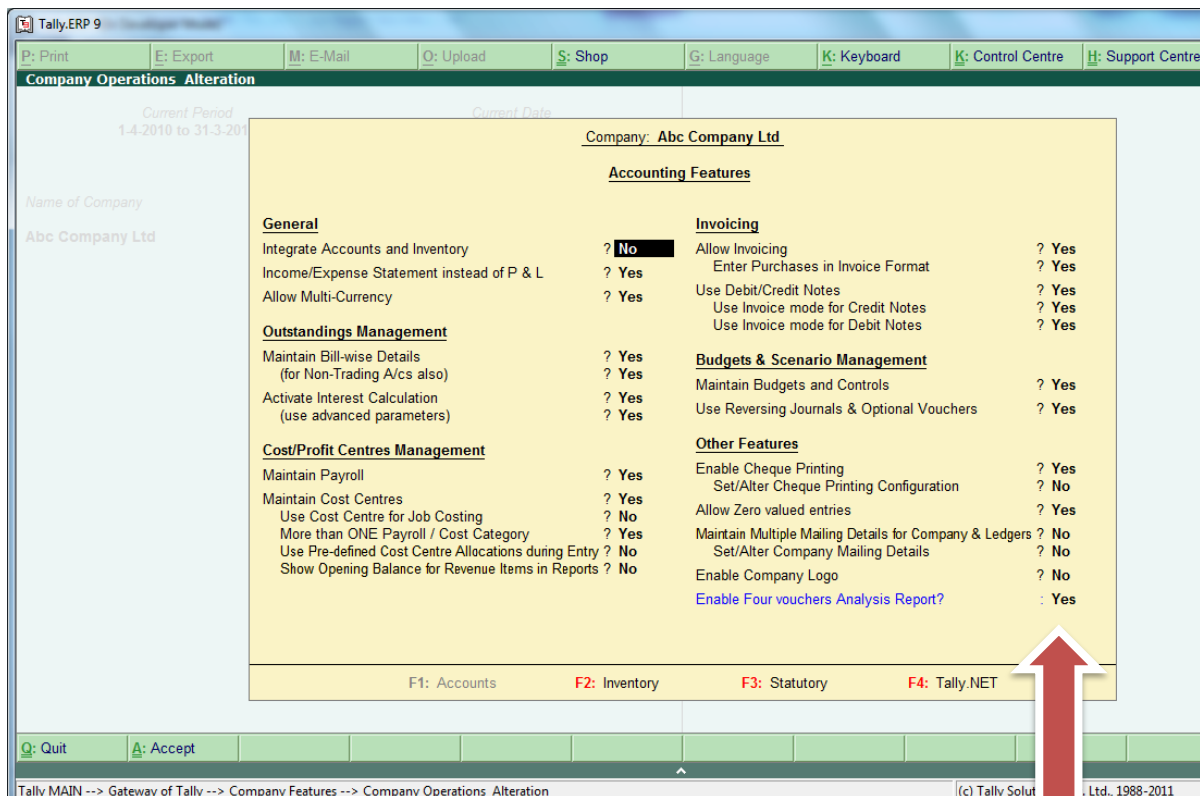 Tally.ERP 9
P: Print E: Export M: E-Mail O: Upload S: Shop G: Language K: Keyboard K: Control Centre H: Support Centre
Company Operations Alteration
Current Period Current Date
1-4-2010 to 31-3-201
Name of Company
Abc Company Ltd
Company: Abc Company Ltd
Accounting Features
General
Integrate Accounts and Inventory ? No
Income/Expense Statement instead of P & L ? Yes
Allow Multi-Currency ? Yes
Outstandings Management
Maintain Bill-wise Details ? Yes
(for Non-Trading A/cs also) ? Yes
Activate Interest Calculation ? Yes
(use advanced parameters) ? Yes
Cost/Profit Centres Management
Maintain Payroll ? Yes
Maintain Cost Centres ? Yes
Use Cost Centre for Job Costing ? No
More than ONE Payroll / Cost Category ? Yes
Use Pre-defined Cost Centre Allocations during Entry ? No
Show Opening Balance for Revenue Items in Reports ? No
Invoicing
Allow Invoicing ? Yes
Enter Purchases in Invoice Format ? Yes
Use Debit/Credit Notes ? Yes
Use Invoice mode for Credit Notes ? Yes
Use Invoice mode for Debit Notes ? Yes
Budgets & Scenario Management
Maintain Budgets and Controls ? Yes
Use Reversing Journals & Optional Vouchers ? Yes
Other Features
Enable Cheque Printing ? Yes
Set/Alter Cheque Printing Configuration ? No
Allow Zero valued entries ? Yes
Maintain Multiple Mailing Details for Company & Ledgers ? No
Set/Alter Company Mailing Details ? No
Enable Company Logo ? No
Enable Four vouchers Analysis Report? : Yes
F1: Accounts F2: Inventory F3: Statutory F4: Tally.NET
Q: Quit A: Accept
Tally MAIN --> Gateway of Tally --> Company Features --> Company Operations Alteration (c) Tally Solut Ltd., 1988-2011